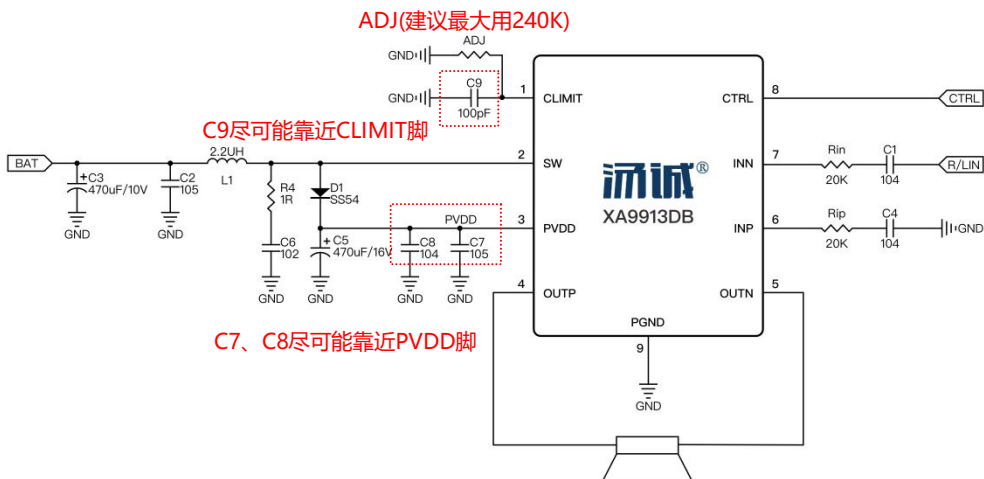 ADJ(建议最大用240K)
ADJ
GND
C9
GND
100pF
1
CLIMIT
CTRL
8
CTRL
C9尽可能靠近CLIMIT脚
BAT
2.2UH
L1
2
SW
INN
7
Rin
20K
C1
104
R/LIN
C3
+
470uF/10V
GND
C2
105
GND
R4
1R
D1
SS54
汤诚®
XA9913DB
PVDD
3
PVDD
INP
6
Rip
20K
C4
104
GND
C6
102
GND
+
C5
470uF/16V
GND
C8
104
GND
C7
105
GND
4
OUTP
OUTN
5
C7、C8尽可能靠近PVDD脚
PGND
9
GND